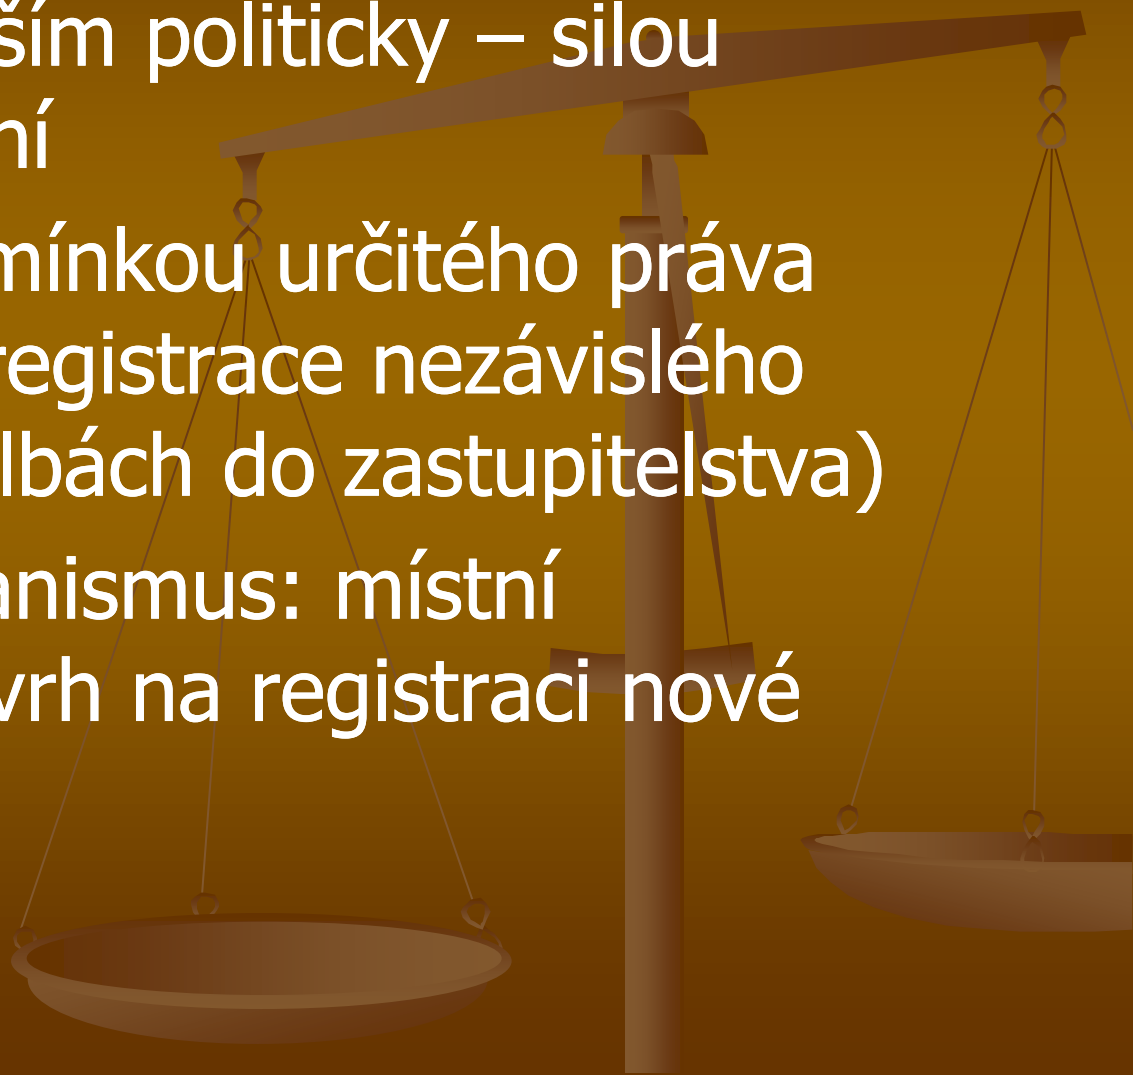 ším politicky – silou
ní
mínkou určitého práva
registrace nezávislého
lbách do zastupitelstva)
anismus: místní
vrh na registraci nové